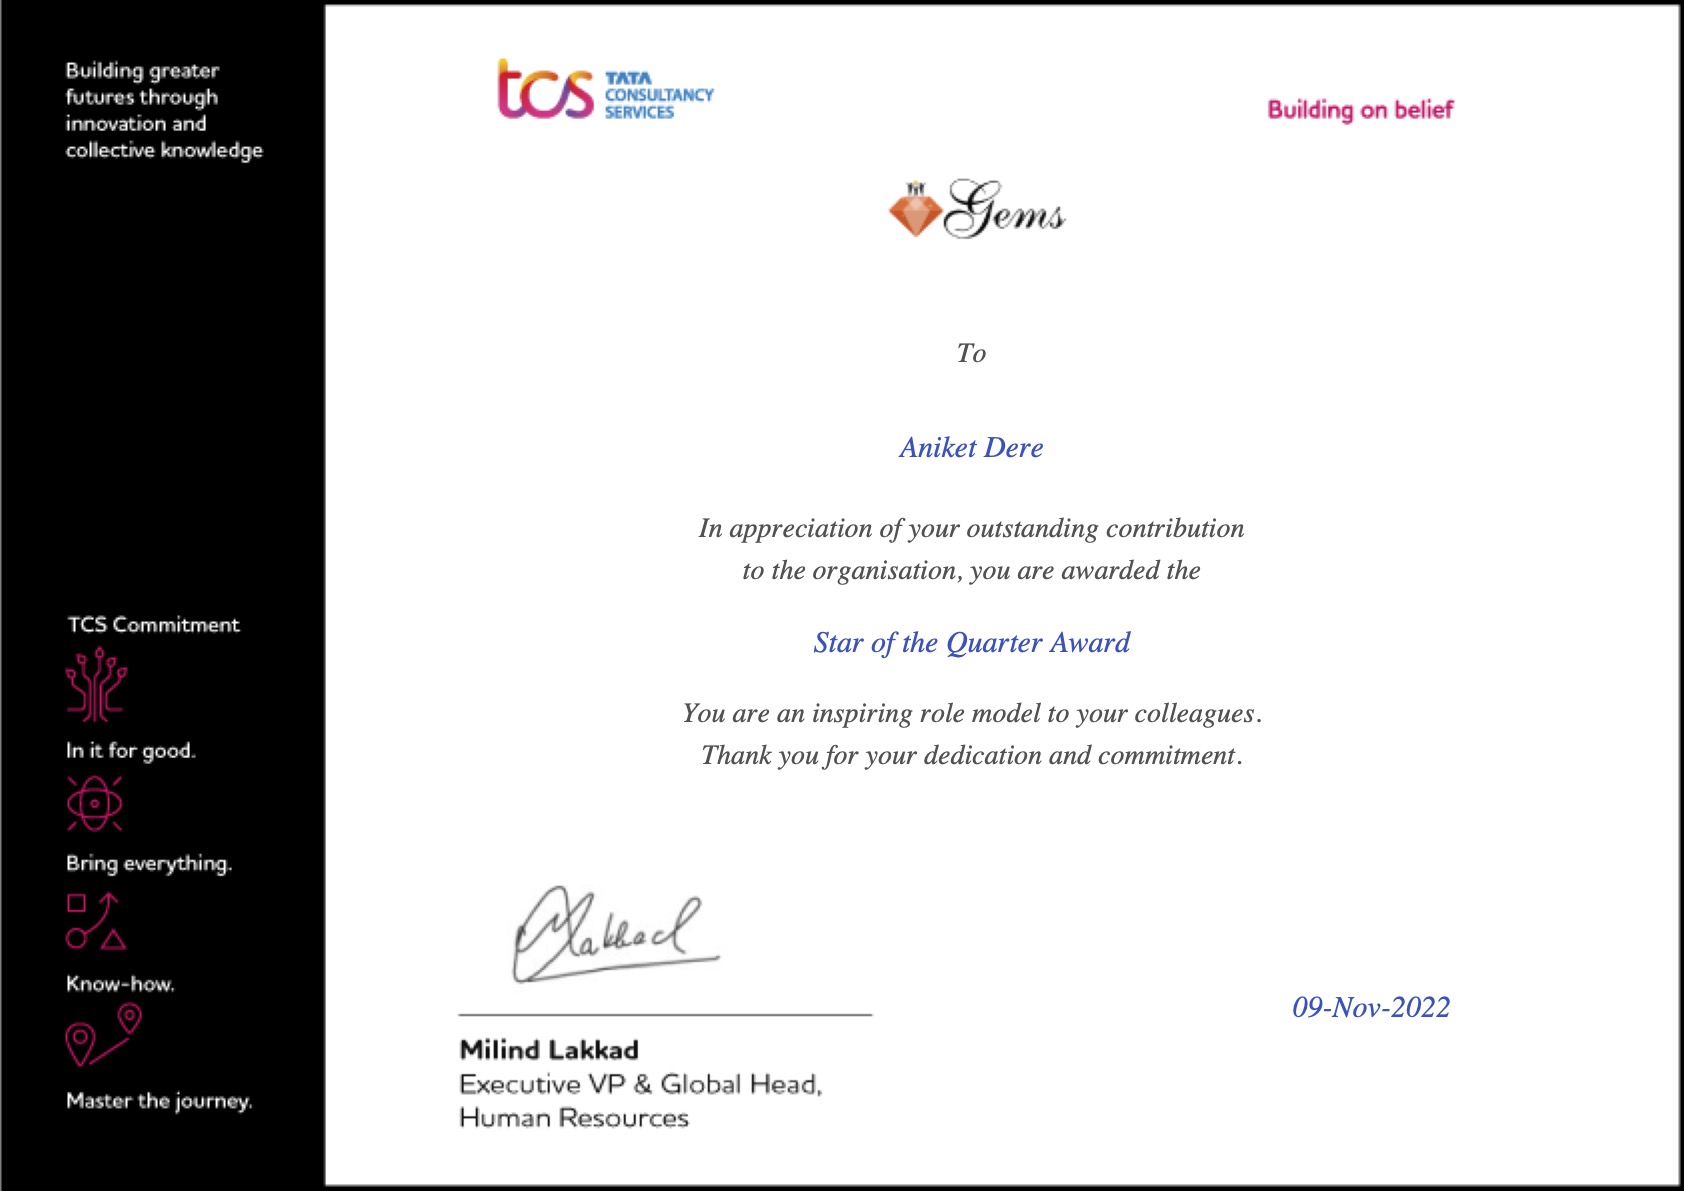 Building greater
futures through
innovation and
collective knowledge
TCS Commitment
In it for good.
Bring everything.
Know-how.
Master the journey.
tcs TATA
CONSULTANCY
SERVICES
Building on belief
Gems
To
Aniket Dere
In appreciation of your outstanding contribution
to the organisation, you are awarded the
Star of the Quarter Award
You are an inspiring role model to your colleagues.
Thank you for your dedication and commitment.
Lakkad
09-Nov-2022
Milind Lakkad
Executive VP & Global Head,
Human Resources